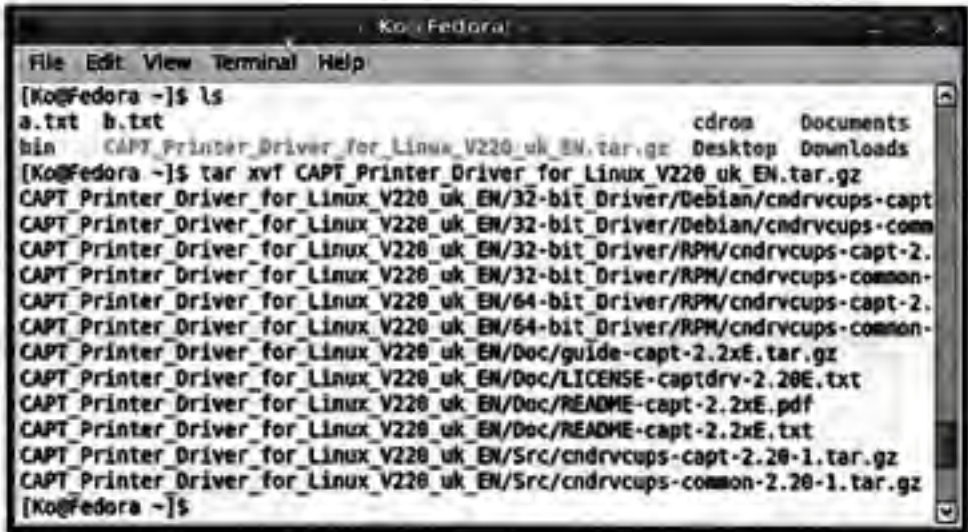 Ko@Fedora:~
File Edit View Terminal Help
[Ko@Fedora ~]$ ls
a.txt b.txt cdrom Documents
bin CAPT_Printer_Driver_for_Linux_V220_uk_EN.tar.gz Desktop Downloads
[Ko@Fedora ~]$ tar xvf CAPT_Printer_Driver_for_Linux_V220_uk_EN.tar.gz
CAPT_Printer_Driver_for_Linux_V220_uk_EN/32-bit_Driver/Debian/cndrvcups-capt
CAPT_Printer_Driver_for_Linux_V220_uk_EN/32-bit_Driver/Debian/cndrvcups-comm
CAPT_Printer_Driver_for_Linux_V220_uk_EN/32-bit_Driver/RPM/cndrvcups-capt-2.
CAPT_Printer_Driver_for_Linux_V220_uk_EN/32-bit_Driver/RPM/cndrvcups-common-
CAPT_Printer_Driver_for_Linux_V220_uk_EN/64-bit_Driver/RPM/cndrvcups-capt-2.
CAPT_Printer_Driver_for_Linux_V220_uk_EN/64-bit_Driver/RPM/cndrvcups-common-
CAPT_Printer_Driver_for_Linux_V220_uk_EN/Doc/guide-capt-2.2xE.tar.gz
CAPT_Printer_Driver_for_Linux_V220_uk_EN/Doc/LICENSE-captdrv-2.20E.txt
CAPT_Printer_Driver_for_Linux_V220_uk_EN/Doc/README-capt-2.2xE.pdf
CAPT_Printer_Driver_for_Linux_V220_uk_EN/Doc/README-capt-2.2xE.txt
CAPT_Printer_Driver_for_Linux_V220_uk_EN/Src/cndrvcups-capt-2.20-1.tar.gz
CAPT_Printer_Driver_for_Linux_V220_uk_EN/Src/cndrvcups-common-2.20-1.tar.gz
[Ko@Fedora ~]$